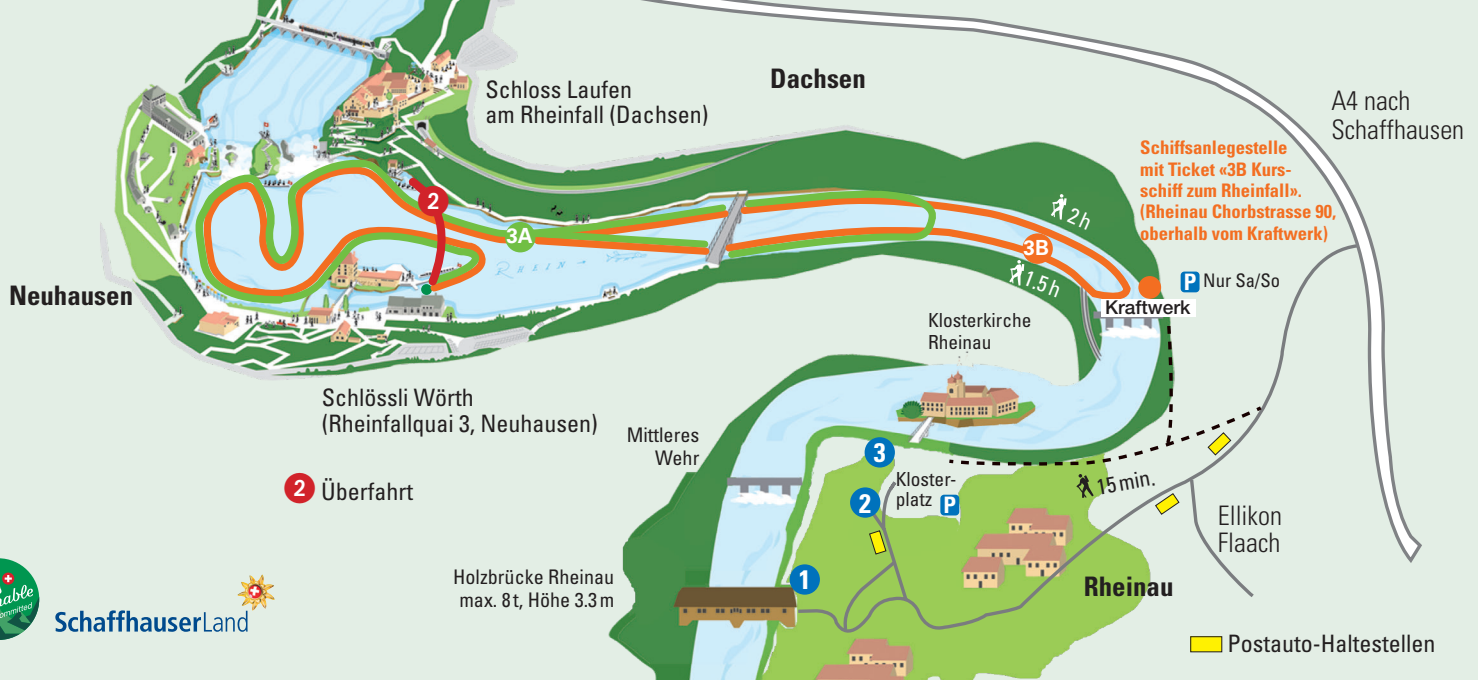 Schloss Laufen
am Rheinfall (Dachsen)
Dachsen
A4 nach
Schaffhausen
Schiffsanlegestelle
mit Ticket «3B Kurs-
schiff zum Rheinfall».
(Rheinau Chorbstrasse 90,
oberhalb vom Kraftwerk)
2
3A
RHEIN
2h
3B
1.5h
P Nur Sa/So
Kraftwerk
Neuhausen
Klosterkirche
Rheinau
Schlössli Wörth
(Rheinfallquai 3, Neuhausen)
Mittleres
Wehr
2 Überfahrt
3
Kloster-
platz P
2
15 min.
Ellikon
Flaach
1
Holzbrücke Rheinau
max. 8t, Höhe 3.3m
Rheinau
SchaffhauserLand
Postauto-Haltestellen